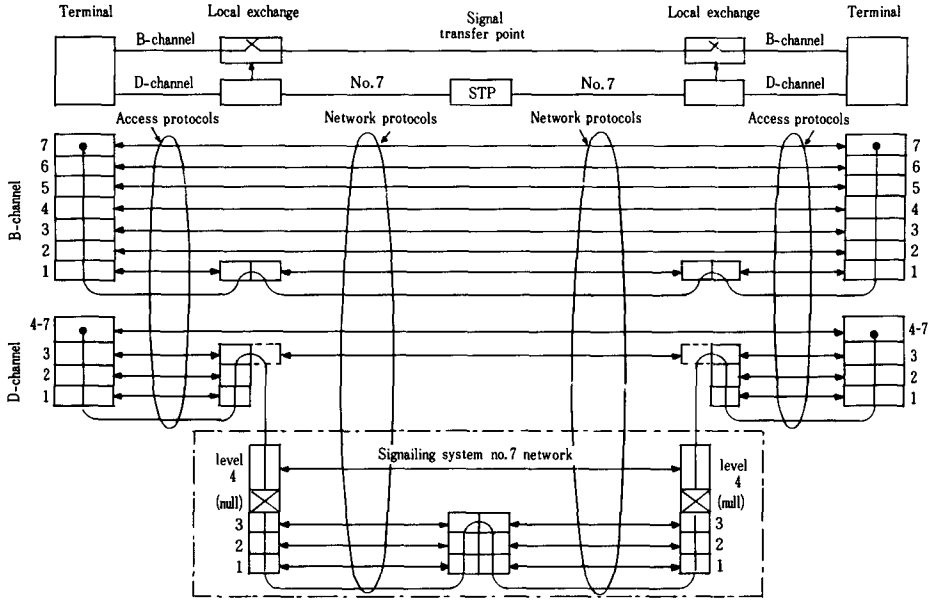 Terminal
Local exchange
Signal
transfer point
Local exchange
Terminal
B-channel
B-channel
D-channel
No.7
STP
No.7
D-channel
Access protocols
Network protocols
Network protocols
Access protocols
B-channel
7
6
5
4
3
2
1
7
6
5
4
3
2
1
D-channel
4-7
3
2
1
4-7
3
2
1
Signailing system no.7 network
level
4
(null)
3
2
1
level
4
(null)
3
2
1